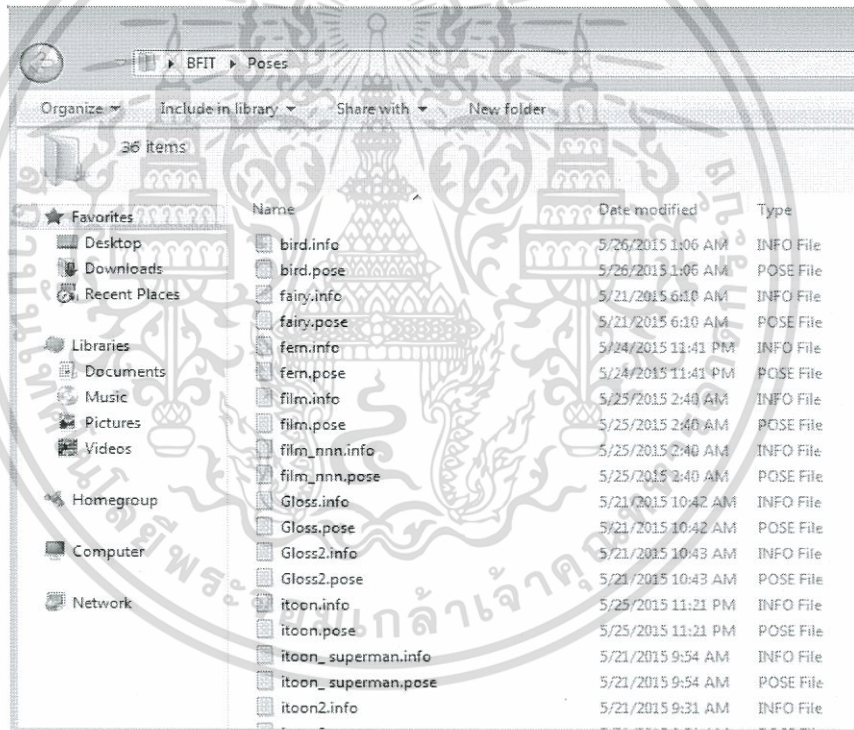 BFIT ▸ Poses
Organize ▾ Include in library ▾ Share with ▾ New folder
36 items
Name Date modified Type
Favorites
Desktop
Downloads
Recent Places
Libraries
Documents
Music
Pictures
Videos
Homegroup
Computer
Network
bird.info 5/26/2015 1:06 AM INFO File
bird.pose 5/26/2015 1:06 AM POSE File
fairy.info 5/21/2015 6:10 AM INFO File
fairy.pose 5/21/2015 6:10 AM POSE File
fern.info 5/24/2015 11:41 PM INFO File
fern.pose 5/24/2015 11:41 PM POSE File
film.info 5/25/2015 2:40 AM INFO File
film.pose 5/25/2015 2:40 AM POSE File
film_nnn.info 5/25/2015 2:40 AM INFO File
film_nnn.pose 5/25/2015 2:40 AM POSE File
Gloss.info 5/21/2015 10:42 AM INFO File
Gloss.pose 5/21/2015 10:42 AM POSE File
Gloss2.info 5/21/2015 10:43 AM INFO File
Gloss2.pose 5/21/2015 10:43 AM POSE File
itoon.info 5/25/2015 11:21 PM INFO File
itoon.pose 5/25/2015 11:21 PM POSE File
itoon_ superman.info 5/21/2015 9:54 AM INFO File
itoon_ superman.pose 5/21/2015 9:54 AM POSE File
itoon2.info 5/21/2015 9:31 AM INFO File